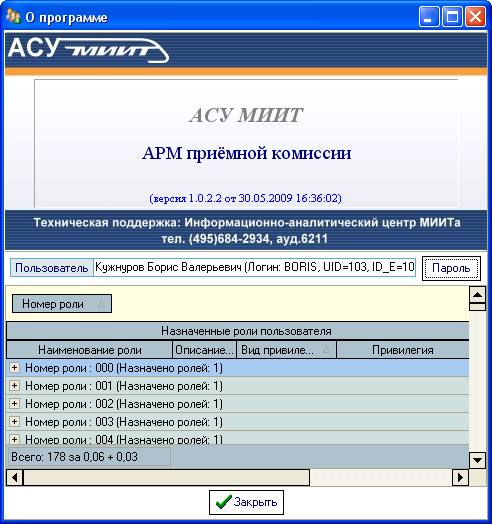 О программе
АСУ МИИТ
АСУ МИИТ
АРМ приёмной комиссии
(версия 1.0.2.2 от 30.05.2009 16:36:02)
Техническая поддержка: Информационно-аналитический центр МИИТа
тел. (495)684-2934, ауд.6211
Пользователь Кужнуров Борис Валерьевич (Логин: BORIS, UID=103, ID_E=10 Пароль
Номер роли
Назначенные роли пользователя
Наименование роли Описание... Вид привиле... Привилегия
Номер роли : 000 (Назначено ролей: 1)
Номер роли : 001 (Назначено ролей: 1)
Номер роли : 002 (Назначено ролей: 1)
Номер роли : 003 (Назначено ролей: 1)
Номер роли : 004 (Назначено ролей: 1)
Всего: 178 за 0,06 + 0,03
Закрыть